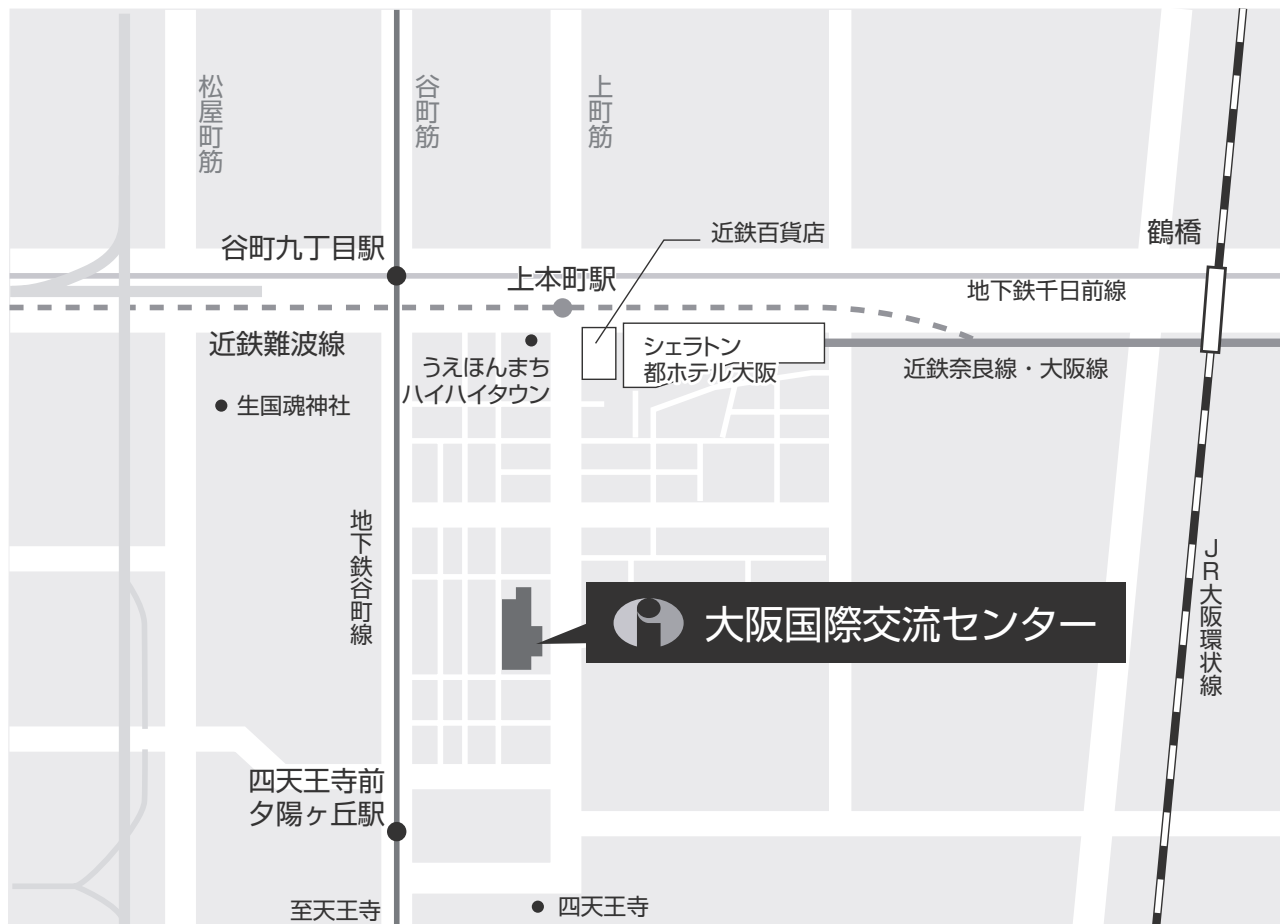 松屋町筋
谷町筋
上町筋
近鉄百貨店
鶴橋
谷町九丁目駅
上本町駅
地下鉄千日前線
近鉄難波線
シェラトン
都ホテル大阪
うえほんまち
ハイハイタウン
近鉄奈良線・大阪線
生国魂神社
地下鉄谷町線
JR大阪環状線
大阪国際交流センター
四天王寺前
夕陽ヶ丘駅
至天王寺
四天王寺